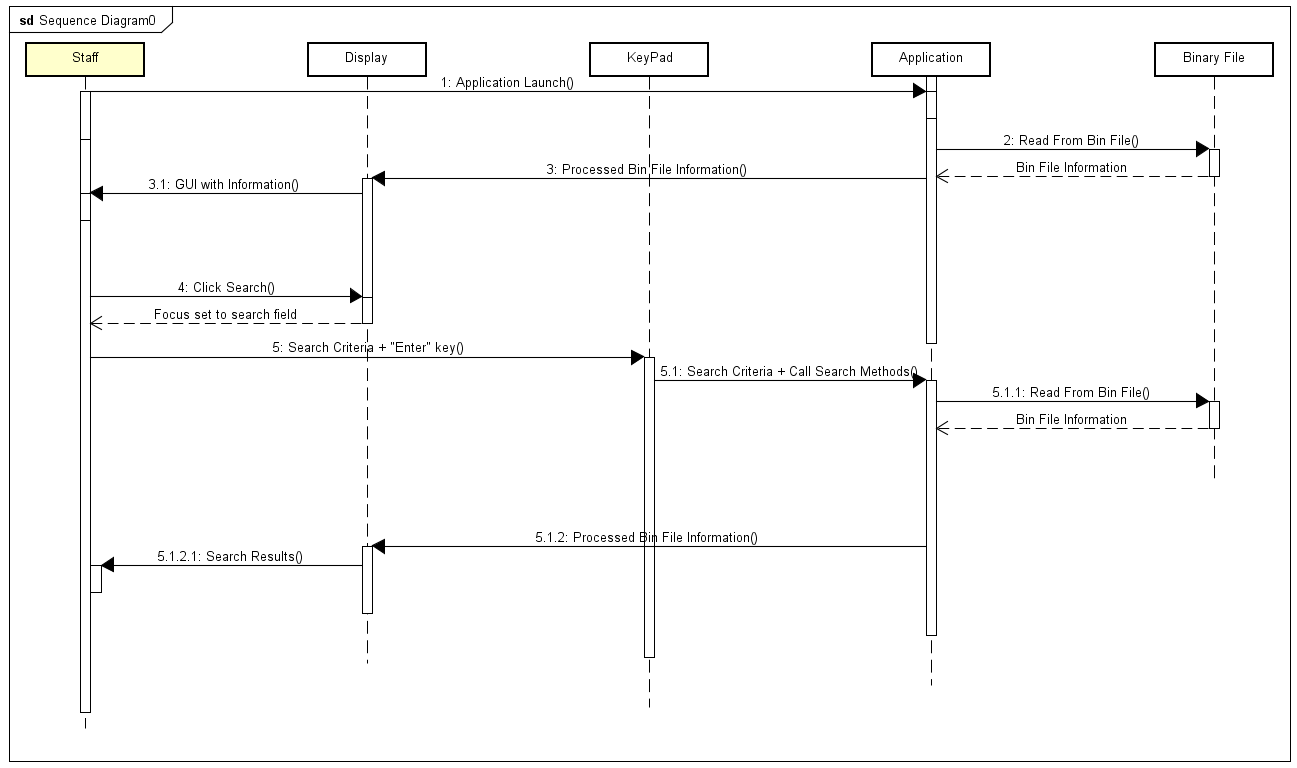 sd Sequence Diagram0
Staff
Display
KeyPad
Application
Binary File
1: Application Launch()
2: Read From Bin File()
Bin File Information
3: Processed Bin File Information()
3.1: GUI with Information()
4: Click Search()
Focus set to search field
5: Search Criteria + "Enter" key()
5.1: Search Criteria + Call Search Methods()
5.1.1: Read From Bin File()
Bin File Information
5.1.2: Processed Bin File Information()
5.1.2.1: Search Results()